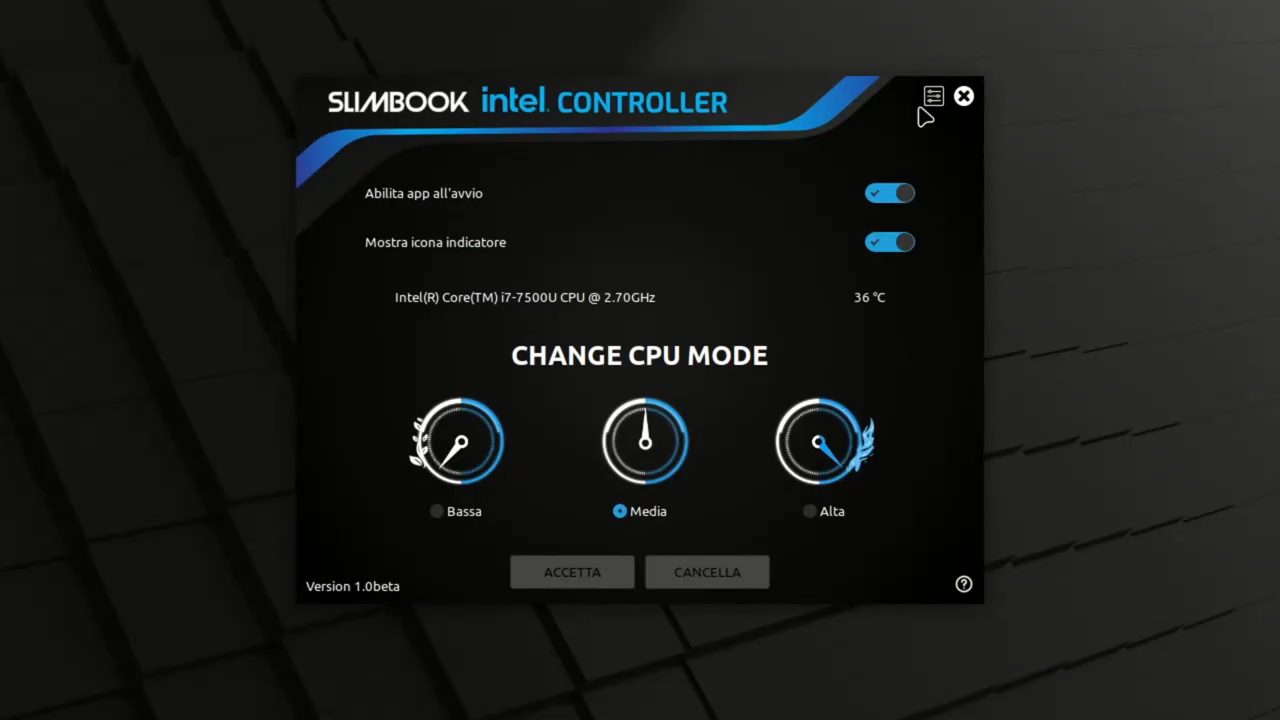 SLIMBOOK intel. CONTROLLER
Abilita app all'avvio
Mostra icona indicatore
Intel(R) Core(TM) i7-7500U CPU @ 2.70GHz 36 °C
CHANGE CPU MODE
Bassa Media Alta
ACCETTA CANCELLA
Version 1.0beta